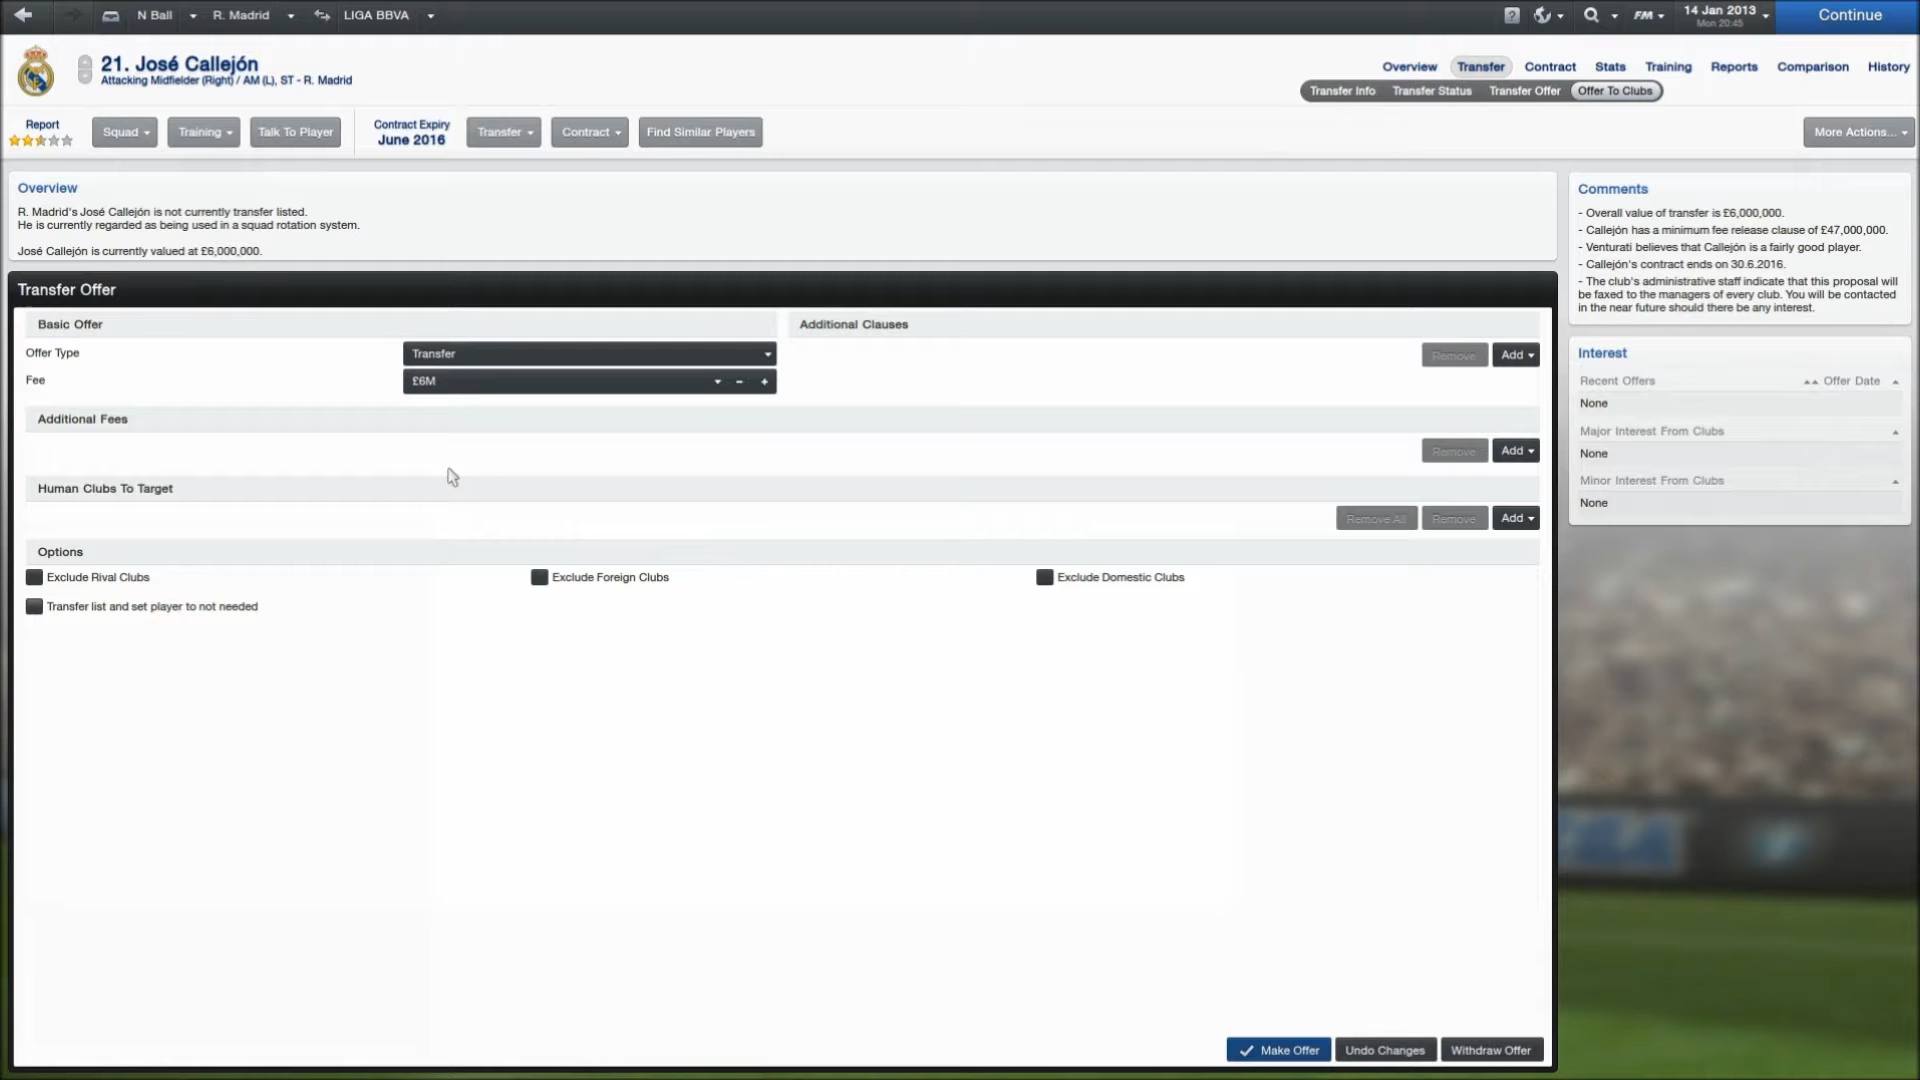 N Ball
R. Madrid
LIGA BBVA
FM
14 Jan 2013
Mon 20:45
Continue
21. José Callejón
Attacking Midfielder (Right) / AM (L), ST - R. Madrid
Overview Transfer Contract Stats Training Reports Comparison History
Transfer Info Transfer Status Transfer Offer Offer To Clubs
Report
Squad
Training
Talk To Player
Contract Expiry
June 2016
Transfer
Contract
Find Similar Players
More Actions...
Overview
R. Madrid's José Callejón is not currently transfer listed.
He is currently regarded as being used in a squad rotation system.
José Callejón is currently valued at £6,000,000.
Comments
- Overall value of transfer is £6,000,000.
- Callejón has a minimum fee release clause of £47,000,000.
- Venturati believes that Callejón is a fairly good player.
- Callejón's contract ends on 30.6.2016.
- The club's administrative staff indicate that this proposal will
be faxed to the managers of every club. You will be contacted
in the near future should there be any interest.
Transfer Offer
Basic Offer
Additional Clauses
Offer Type
Transfer
Remove
Add
Fee
£6M
Additional Fees
Remove
Add
Human Clubs To Target
Remove All
Remove
Add
Options
Exclude Rival Clubs
Exclude Foreign Clubs
Exclude Domestic Clubs
Transfer list and set player to not needed
Interest
Recent Offers
Offer Date
None
Major Interest From Clubs
None
Minor Interest From Clubs
None
Make Offer
Undo Changes
Withdraw Offer